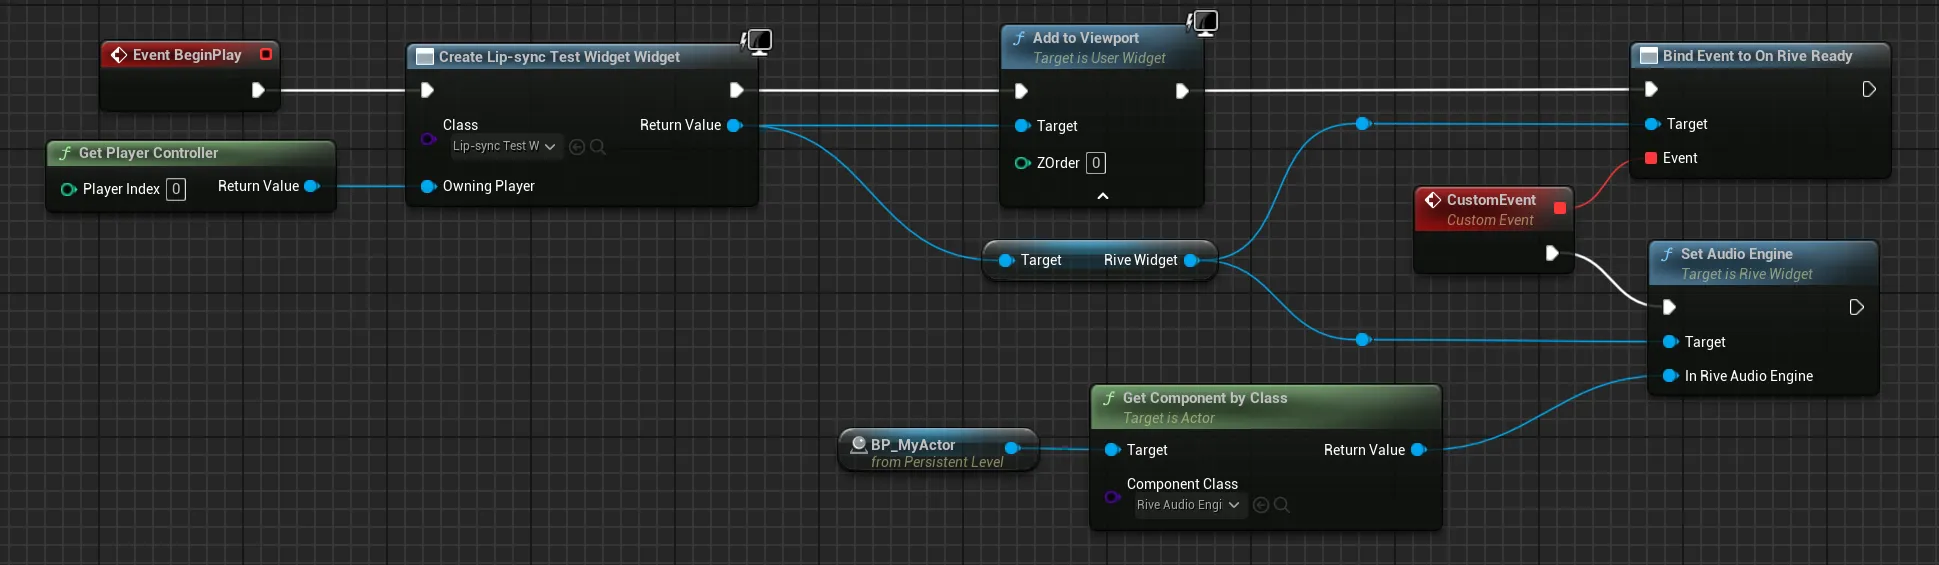 Event BeginPlay
Get Player Controller
Player Index 0 Return Value
Create Lip-sync Test Widget Widget
Class Return Value
Lip-sync Test W
Owning Player
Add to Viewport
Target is User Widget
Target
ZOrder 0
Target Rive Widget
Bind Event to On Rive Ready
Target
Event
CustomEvent
Custom Event
Set Audio Engine
Target is Rive Widget
Target
In Rive Audio Engine
BP_MyActor
from Persistent Level
Get Component by Class
Target is Actor
Target Return Value
Component Class
Rive Audio Engi